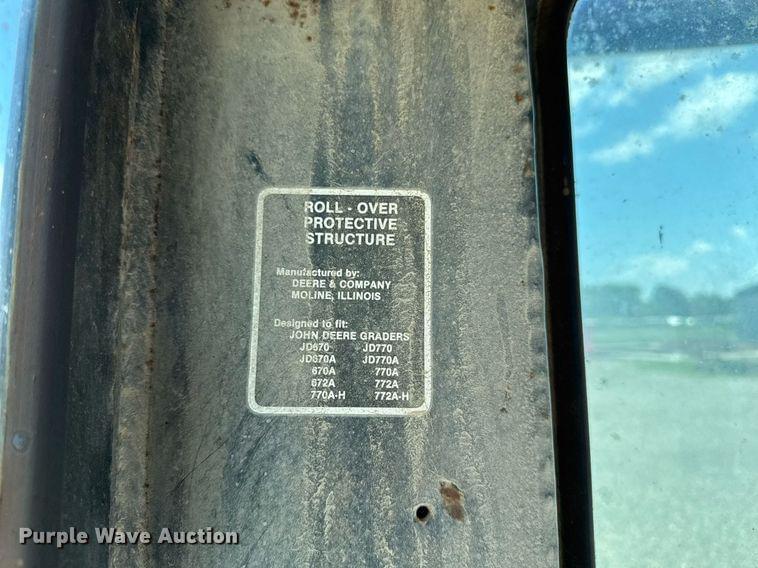 ROLL - OVER
PROTECTIVE
STRUCTURE
Manufactured by:
DEERE & COMPANY
MOLINE, ILLINOIS
Designed to fit:
JOHN DEERE GRADERS
JD670 JD770
JD670A JD770A
670A 770A
672A 772A
770A-H 772A-H
Purple Wave Auction